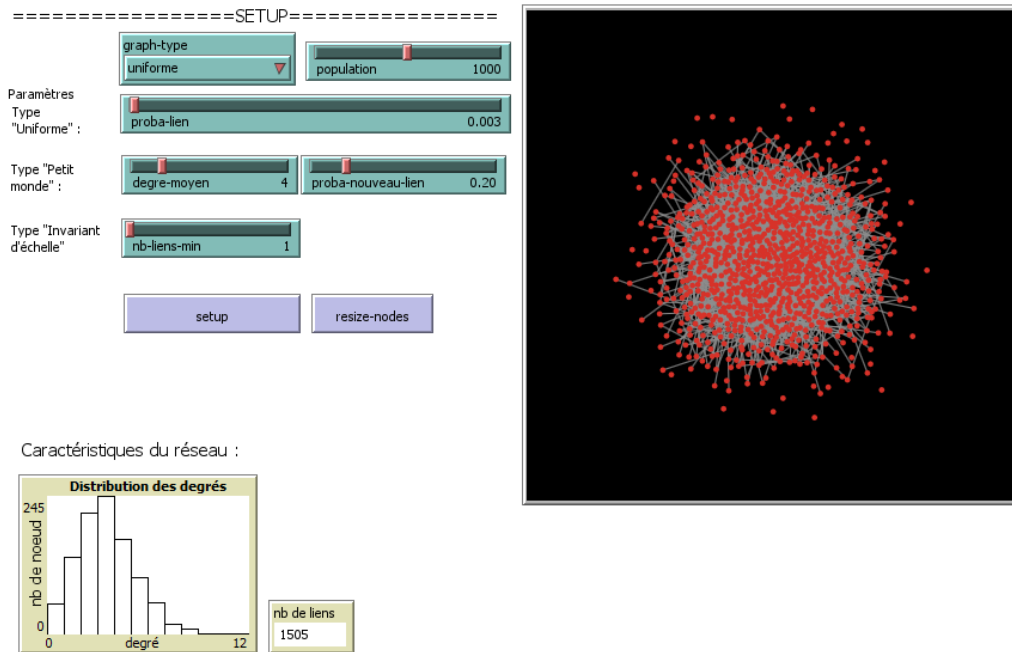 ==================SETUP================
graph-type
uniforme
population 1000
Paramètres
Type
"Uniforme" :
proba-lien 0.003
Type "Petit
monde" :
degre-moyen 4
proba-nouveau-lien 0.20
Type "Invariant
d'échelle"
nb-liens-min 1
setup
resize-nodes
Caractéristiques du réseau :
Distribution des degrés
245
nb de noeud
0
0 degré 12
nb de liens
1505